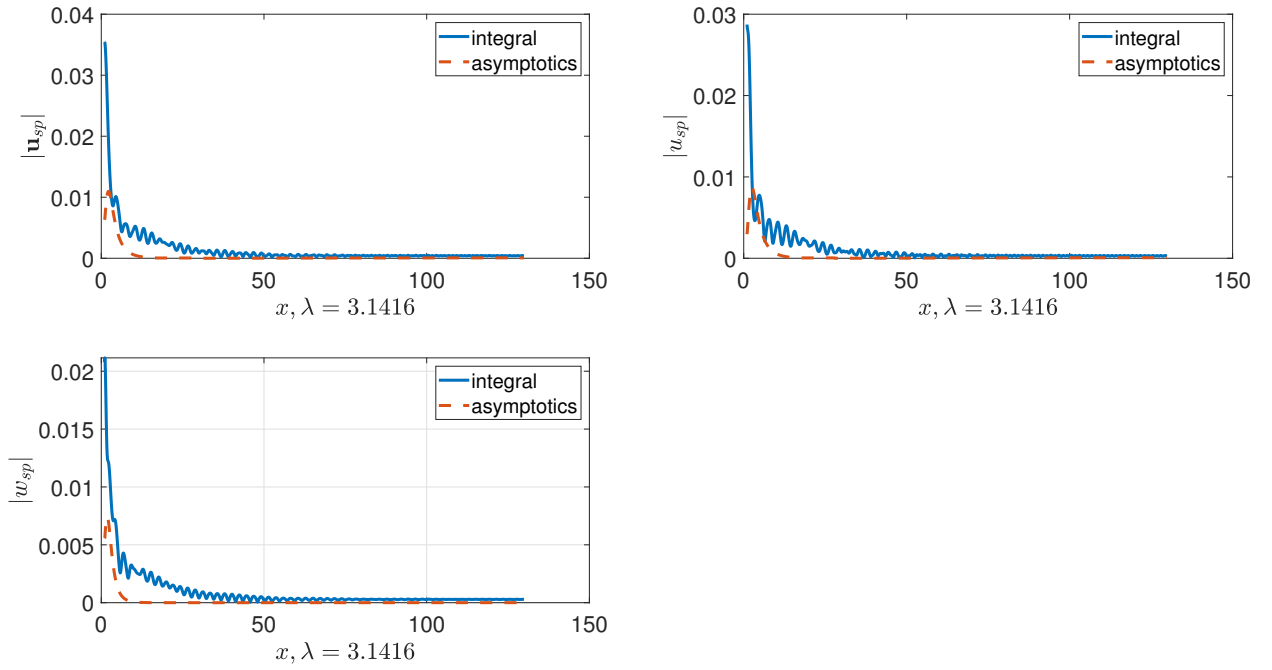 0.04
0.03
0.02
0.01
0
|u_sp|
integral
asymptotics
0 50 100 150
x, λ = 3.1416
0.03
0.02
0.01
0
|u_sp|
integral
asymptotics
0 50 100 150
x, λ = 3.1416
0.02
0.015
0.01
0.005
0
|w_sp|
integral
asymptotics
0 50 100 150
x, λ = 3.1416